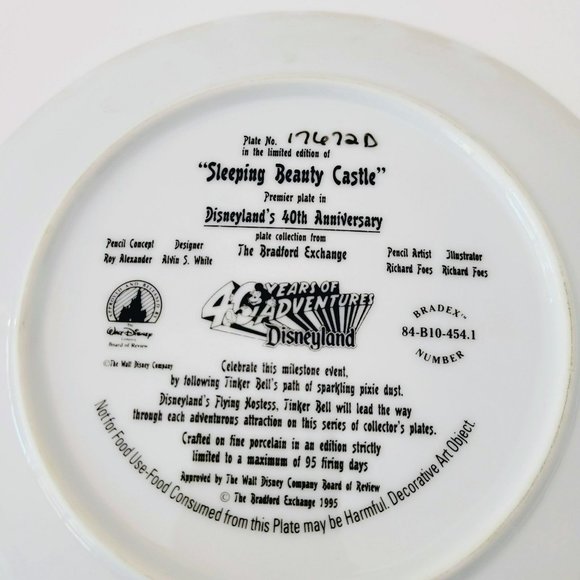 Plate No. 17672D
in the limited edition of
"Sleeping Beauty Castle"
Premier plate in
Disneyland's 40th Anniversary
plate collection from
The Bradford Exchange
Pencil Concept Designer
Roy Alexander Alvin S. White
Pencil Artist Illustrator
Richard Foes Richard Foes
40 YEARS OF
ADVENTURES
Disneyland
The
Walt Disney
Company
Board of Review
BRADEX
84-B10-454.1
NUMBER
©The Walt Disney Company
Celebrate this milestone event,
by following Tinker Bell's path of sparkling pixie dust.
Disneyland's Flying Hostess, Tinker Bell will lead the way
through each adventurous attraction on this series of collector's plates.
Crafted on fine porcelain in an edition strictly
limited to a maximum of 95 firing days
Approved by The Walt Disney Company Board of Review
© The Bradford Exchange 1995
Not for Food Use-Food Consumed from this Plate may be Harmful. Decorative Art Object.